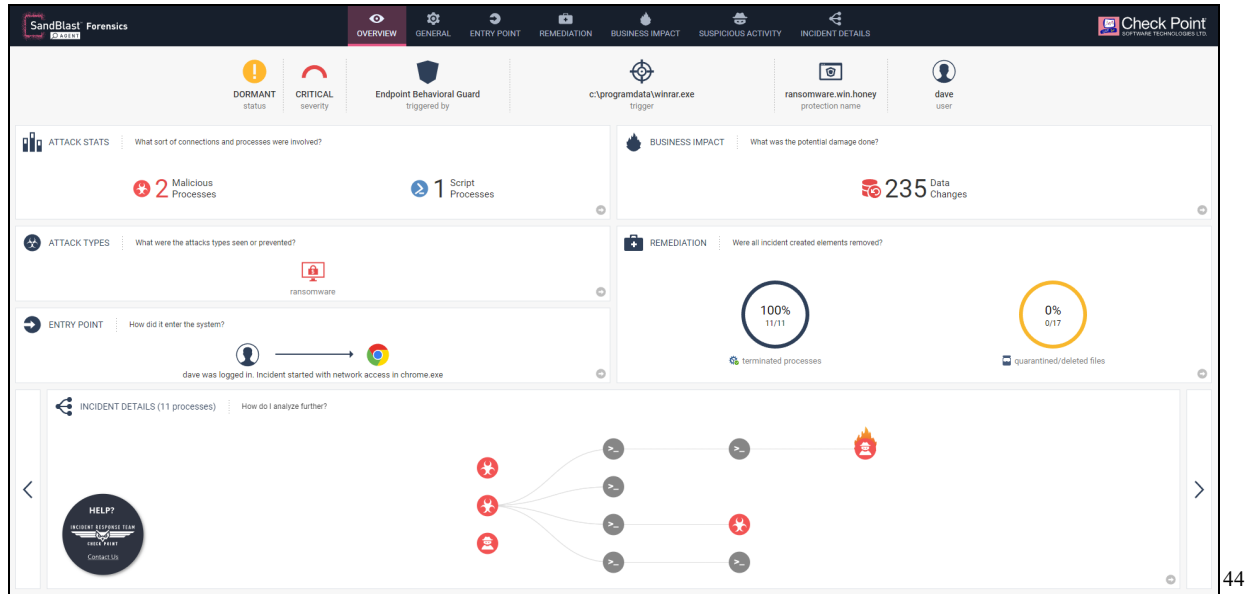 SandBlast Forensics
AGENT
OVERVIEW
GENERAL
ENTRY POINT
REMEDIATION
BUSINESS IMPACT
SUSPICIOUS ACTIVITY
INCIDENT DETAILS
Check Point
SOFTWARE TECHNOLOGIES LTD.
DORMANT
status
CRITICAL
severity
Endpoint Behavioral Guard
triggered by
c:\programdata\winrar.exe
trigger
ransomware.win.honey
protection name
dave
user
ATTACK STATS What sort of connections and processes were involved?
2 Malicious
Processes
1 Script
Processes
BUSINESS IMPACT What was the potential damage done?
235 Data
Changes
ATTACK TYPES What were the attacks types seen or prevented?
ransomware
REMEDIATION Were all incident created elements removed?
100%
11/11
terminated processes
0%
0/17
quarantined/deleted files
ENTRY POINT How did it enter the system?
dave was logged in. Incident started with network access in chrome.exe
INCIDENT DETAILS (11 processes) How do I analyze further?
HELP?
INCIDENT RESPONSE TEAM
CHECK POINT
Contact Us
44